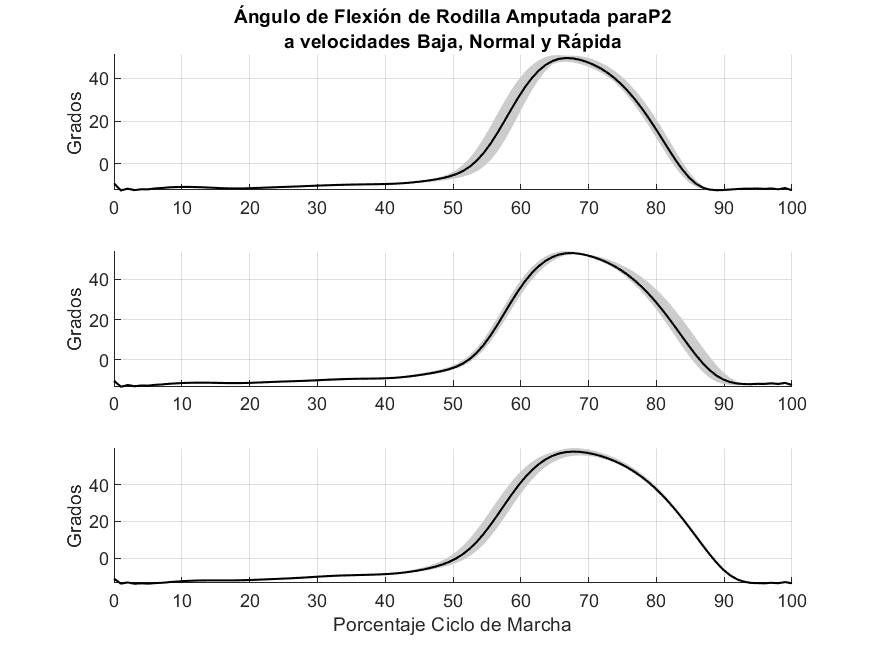 Ángulo de Flexión de Rodilla Amputada paraP2
a velocidades Baja, Normal y Rápida
Grados
40
20
0
0 10 20 30 40 50 60 70 80 90 100
Grados
40
20
0
0 10 20 30 40 50 60 70 80 90 100
Grados
40
20
0
0 10 20 30 40 50 60 70 80 90 100
Porcentaje Ciclo de Marcha